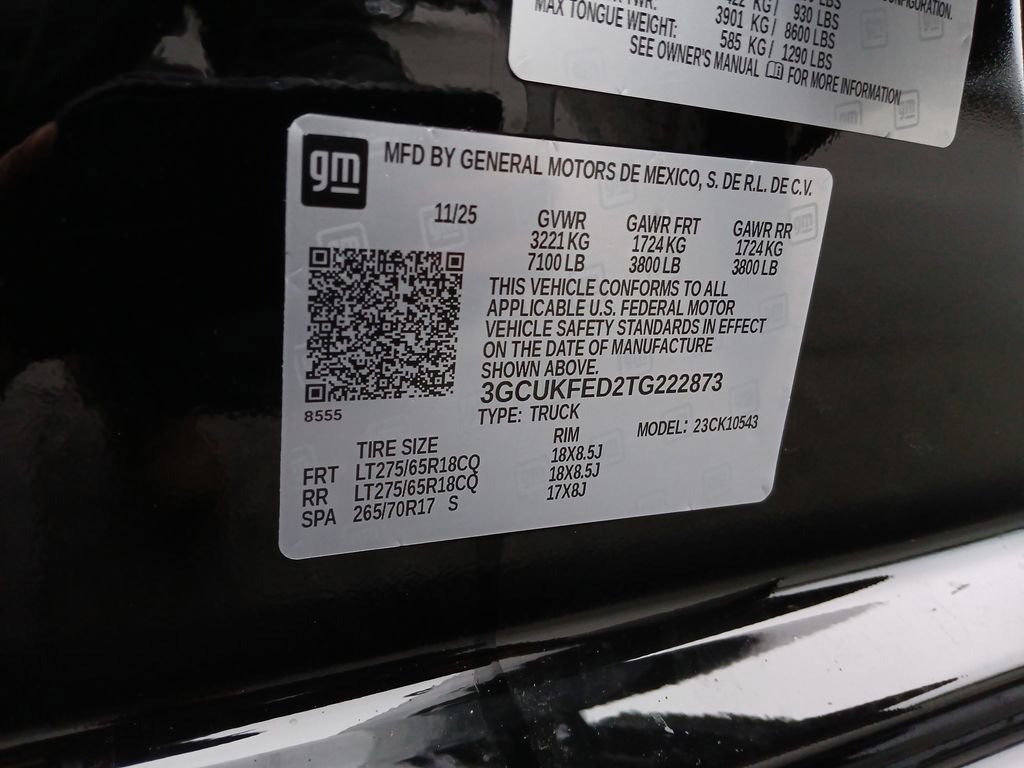 CONFIGURATION.
KG / 930 LBS
3901 KG / 8600 LBS
MAX TONGUE WEIGHT: 585 KG / 1290 LBS
SEE OWNER'S MANUAL FOR MORE INFORMATION
gm MFD BY GENERAL MOTORS DE MEXICO, S. DE R.L. DE C.V.
11/25 GVWR GAWR FRT GAWR RR
3221 KG 1724 KG 1724 KG
7100 LB 3800 LB 3800 LB
THIS VEHICLE CONFORMS TO ALL
APPLICABLE U.S. FEDERAL MOTOR
VEHICLE SAFETY STANDARDS IN EFFECT
ON THE DATE OF MANUFACTURE
SHOWN ABOVE.
3GCUKFED2TG222873
8555
TYPE: TRUCK MODEL: 23CK10543
TIRE SIZE RIM
FRT LT275/65R18CQ 18X8.5J
RR LT275/65R18CQ 18X8.5J
SPA 265/70R17 S 17X8J